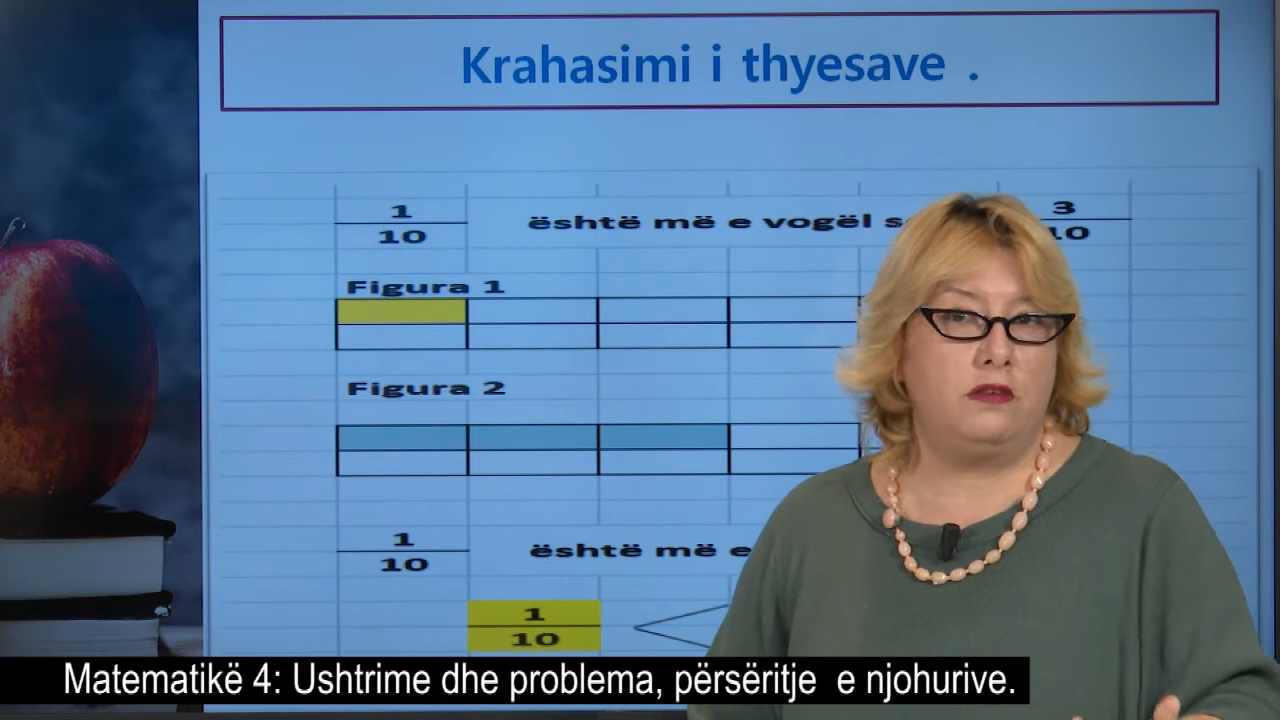 Krahasimi i thyesave .
1
10
është më e vogël
3
10
Figura 1
Figura 2
1
10
është më e
1
10
<
Matematikë 4: Ushtrime dhe problema, përsëritje e njohurive.